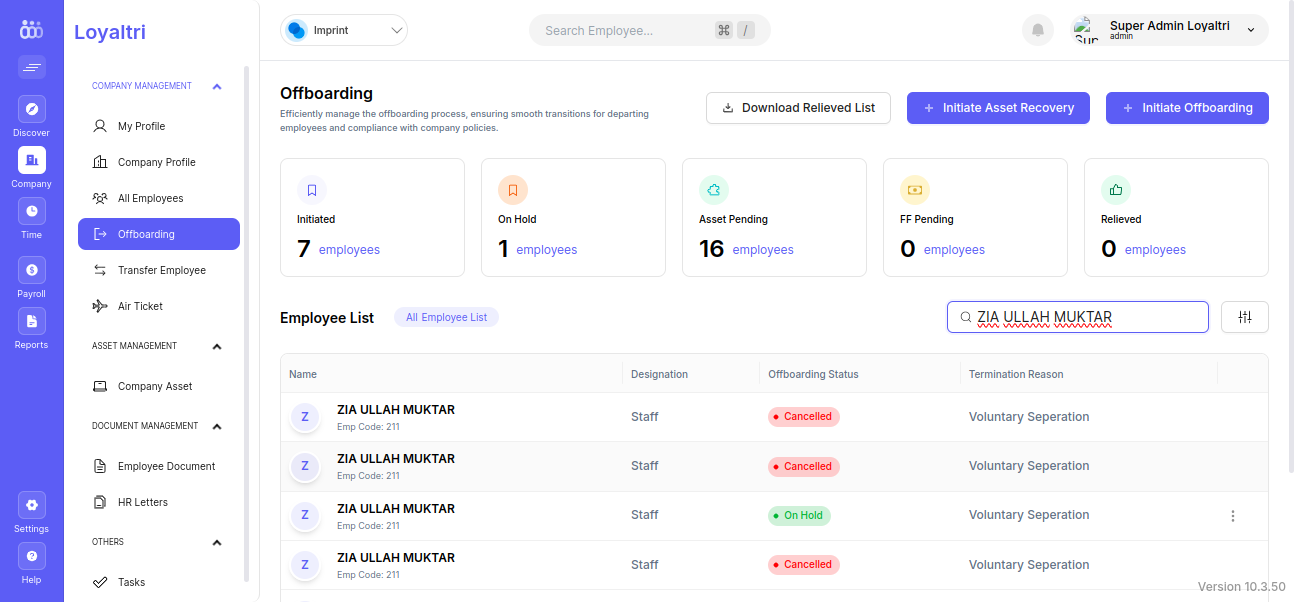 Loyaltri
Imprint
Search Employee...
⌘ /
Super Admin Loyaltri
admin
Discover
Company
Time
Payroll
Reports
Settings
Help
COMPANY MANAGEMENT
My Profile
Company Profile
All Employees
Offboarding
Transfer Employee
Air Ticket
ASSET MANAGEMENT
Company Asset
DOCUMENT MANAGEMENT
Employee Document
HR Letters
OTHERS
Tasks
Offboarding
Efficiently manage the offboarding process, ensuring smooth transitions for departing
employees and compliance with company policies.
Download Relieved List
Initiate Asset Recovery
Initiate Offboarding
Initiated
7 employees
On Hold
1 employees
Asset Pending
16 employees
FF Pending
0 employees
Relieved
0 employees
Employee List
All Employee List
ZIA ULLAH MUKTAR
Name Designation Offboarding Status Termination Reason
Z ZIA ULLAH MUKTAR Staff Cancelled Voluntary Seperation
Emp Code: 211
Z ZIA ULLAH MUKTAR Staff Cancelled Voluntary Seperation
Emp Code: 211
Z ZIA ULLAH MUKTAR Staff On Hold Voluntary Seperation
Emp Code: 211
Z ZIA ULLAH MUKTAR Staff Cancelled Voluntary Seperation
Emp Code: 211
Version 10.3.50